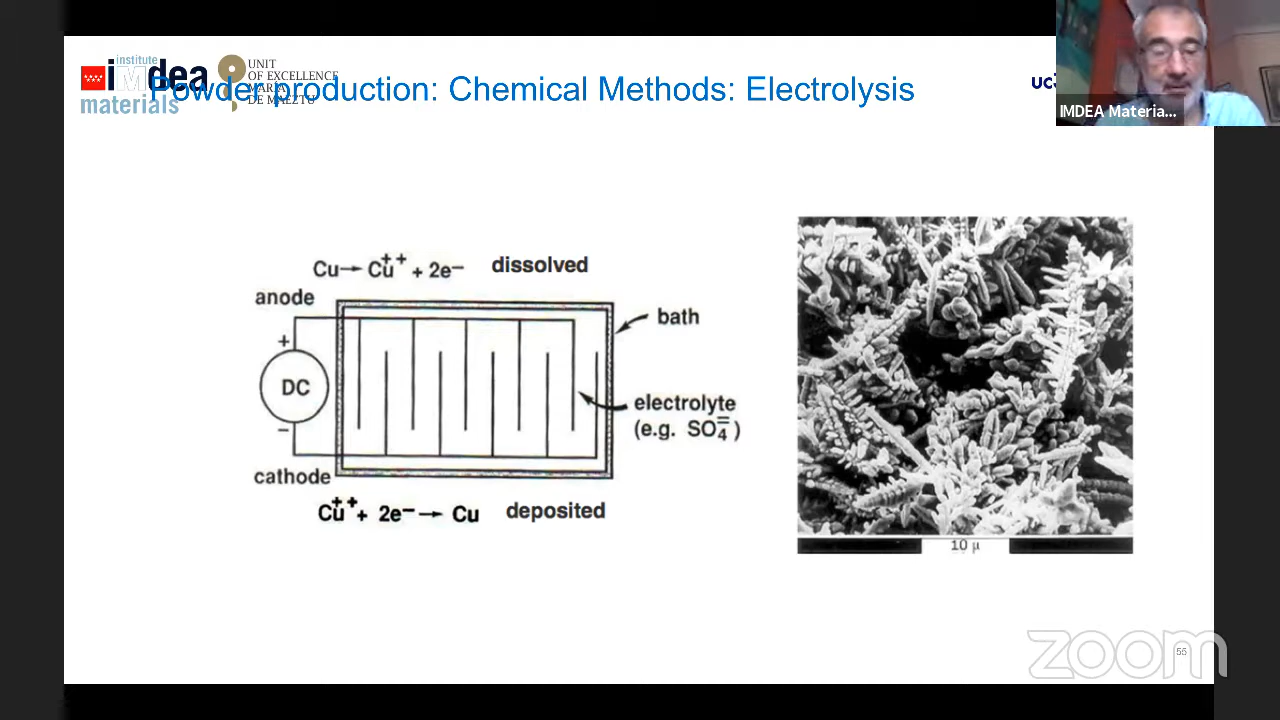 institute
iMdea
materials
UNIT
OF EXCELLENCE
MARÍA
DE MAEZTU
Powder production: Chemical Methods: Electrolysis
IMDEA Materia...
Cu → Cu⁺⁺ + 2e⁻ dissolved
anode
bath
+
DC
electrolyte
(e.g. SO₄⁼)
−
cathode
Cu⁺⁺ + 2e⁻ → Cu deposited
10 μ
zoom
55